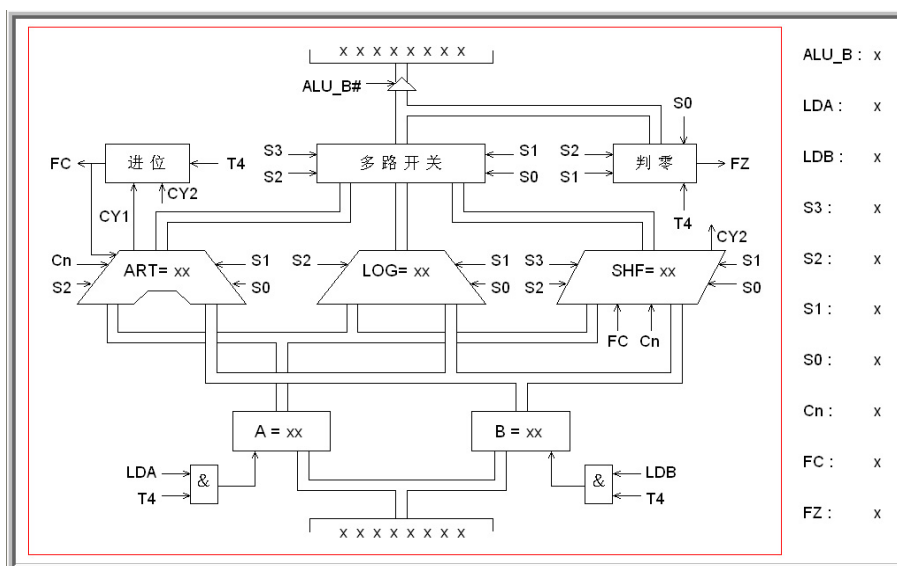 x x x x x x x x
ALU_B : x
ALU_B#
LDA : x
S0
FC
进 位
T4
S3
S2
多 路 开 关
S1
S0
S2
S1
判 零
FZ
LDB : x
CY1
CY2
T4
S3 : x
Cn
S2
ART= xx
S1
S0
S2
LOG= xx
S1
S0
S3
S2
SHF= xx
CY2
S1
S0
S2 : x
S1 : x
FC
Cn
S0 : x
A = xx
B = xx
Cn : x
LDA
T4
&
&
LDB
T4
FC : x
x x x x x x x x
FZ : x